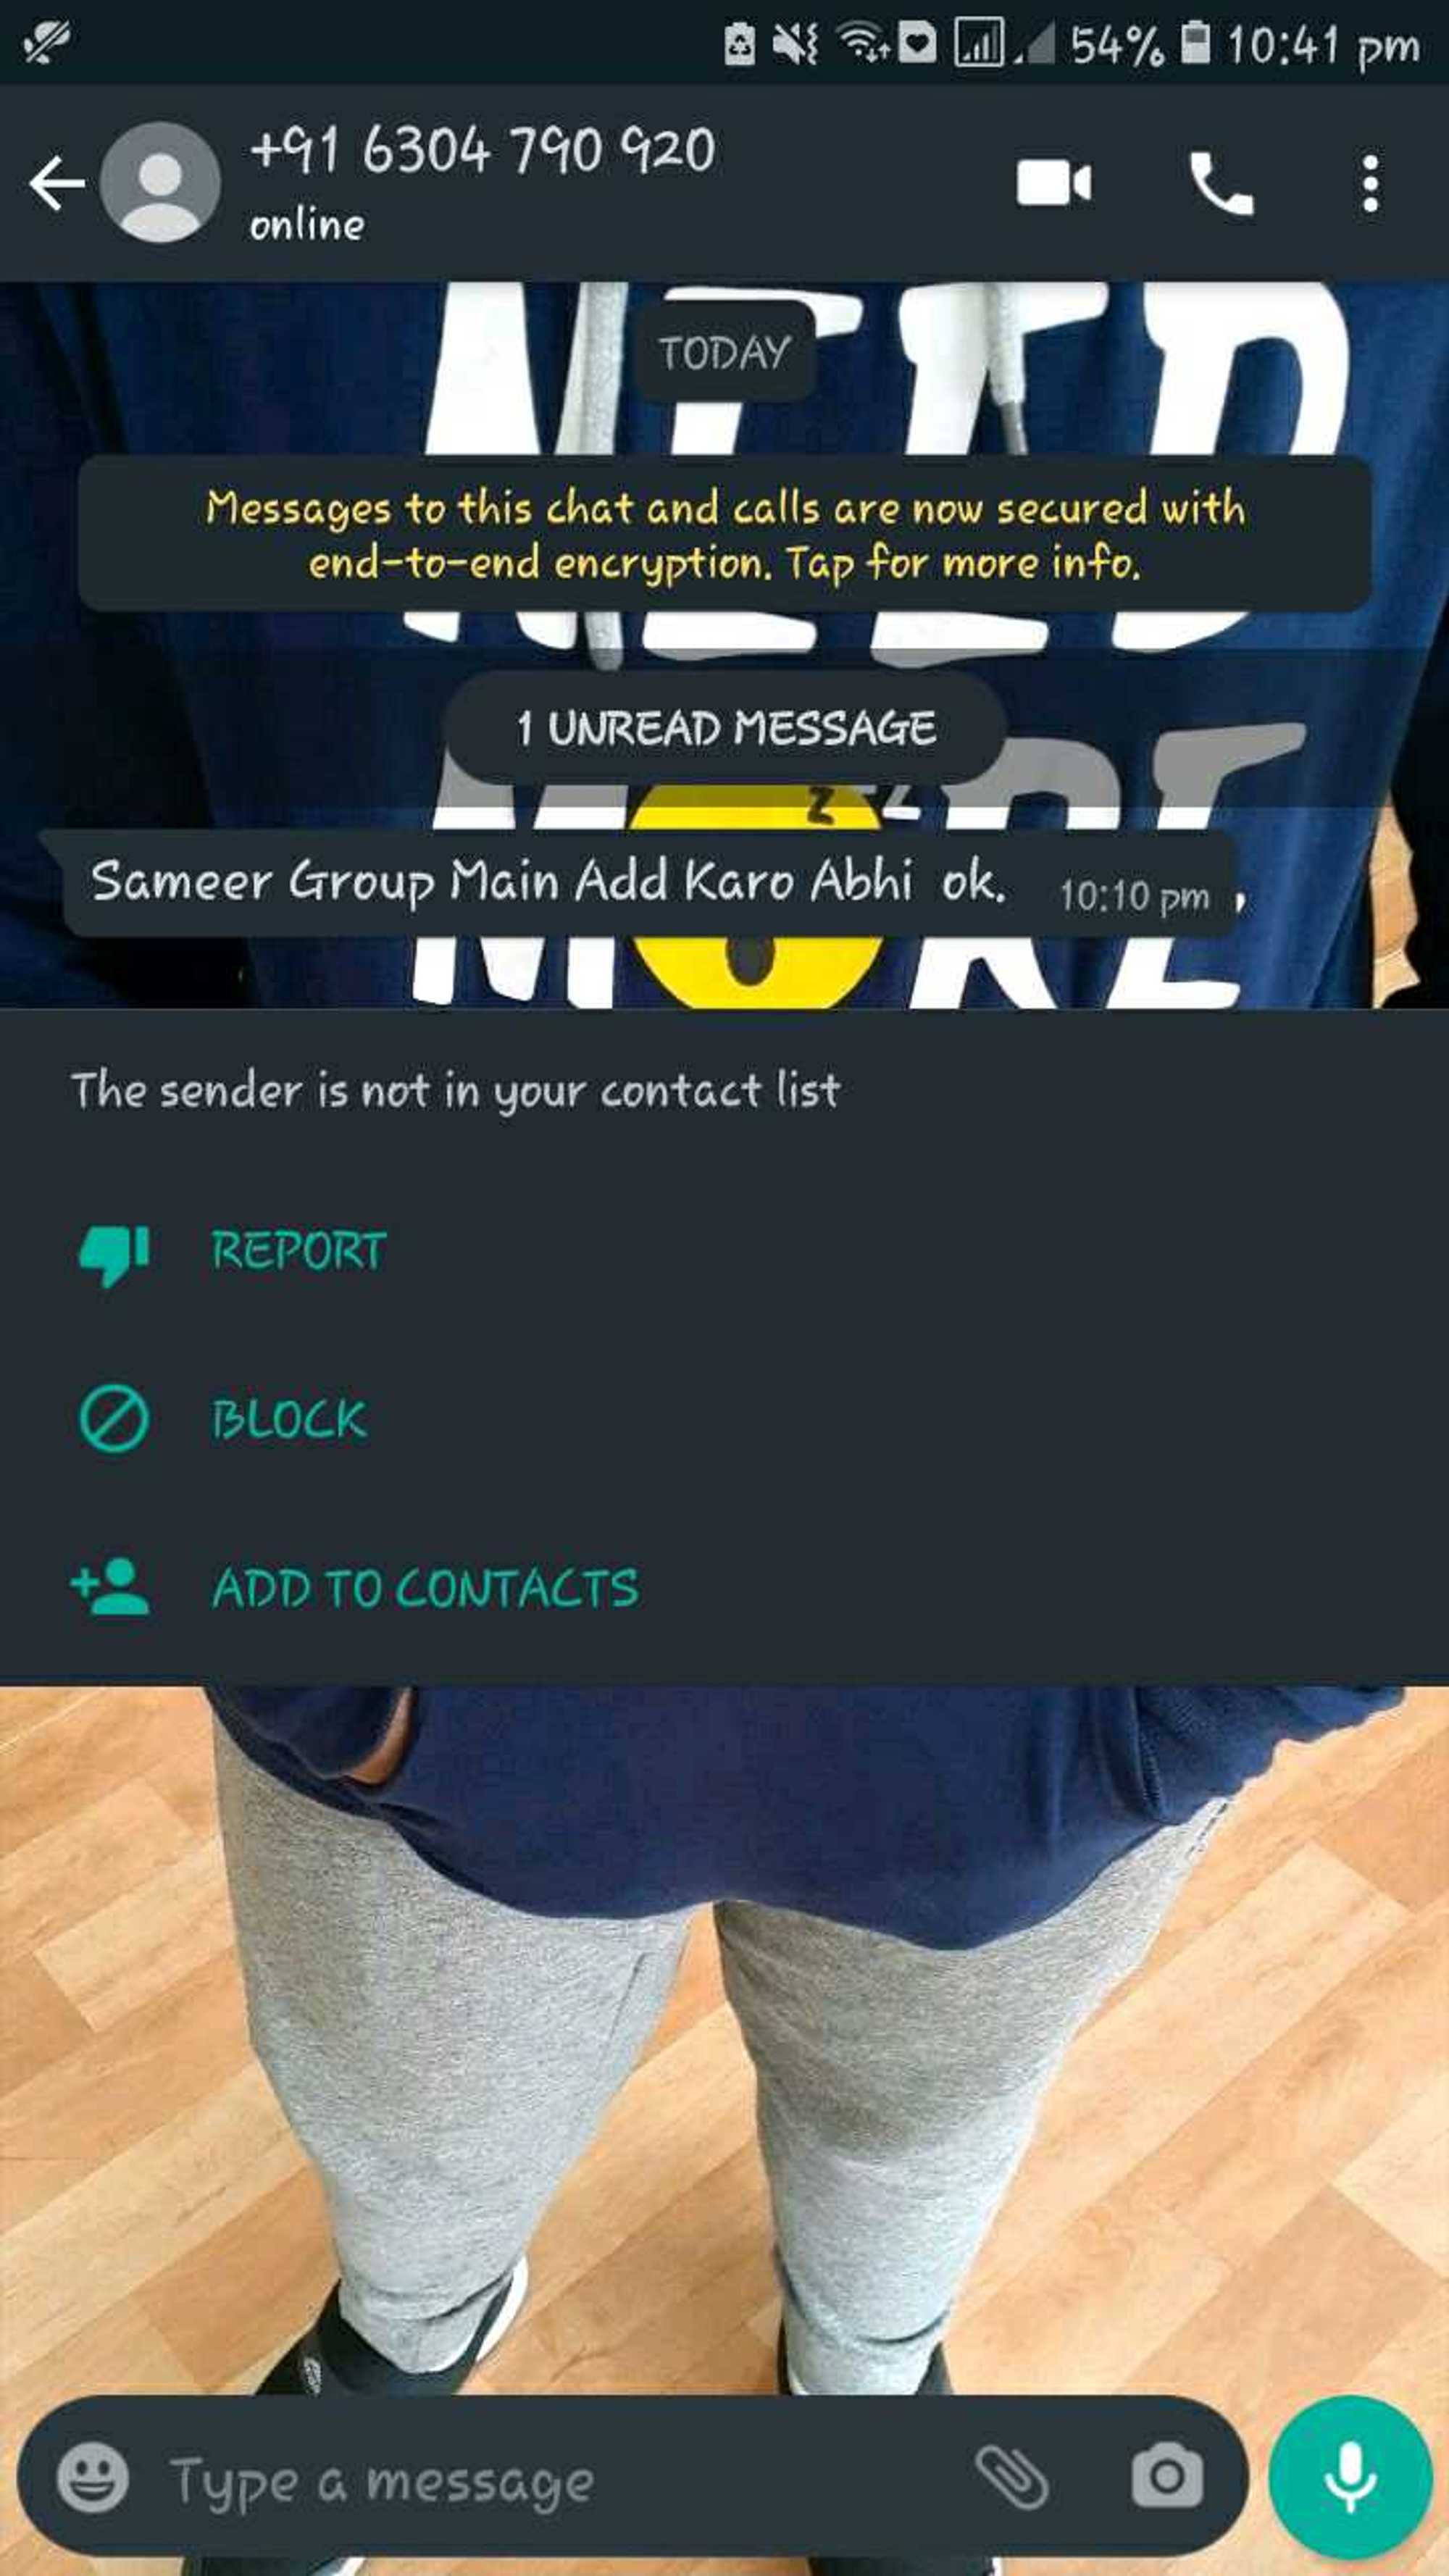 54% 10:41 pm
+91 6304 790 920
online
TODAY
Messages to this chat and calls are now secured with
end-to-end encryption. Tap for more info.
NEED
1 UNREAD MESSAGE
MORE
Sameer Group Main Add Karo Abhi ok. 10:10 pm
The sender is not in your contact list
REPORT
BLOCK
ADD TO CONTACTS
Type a message